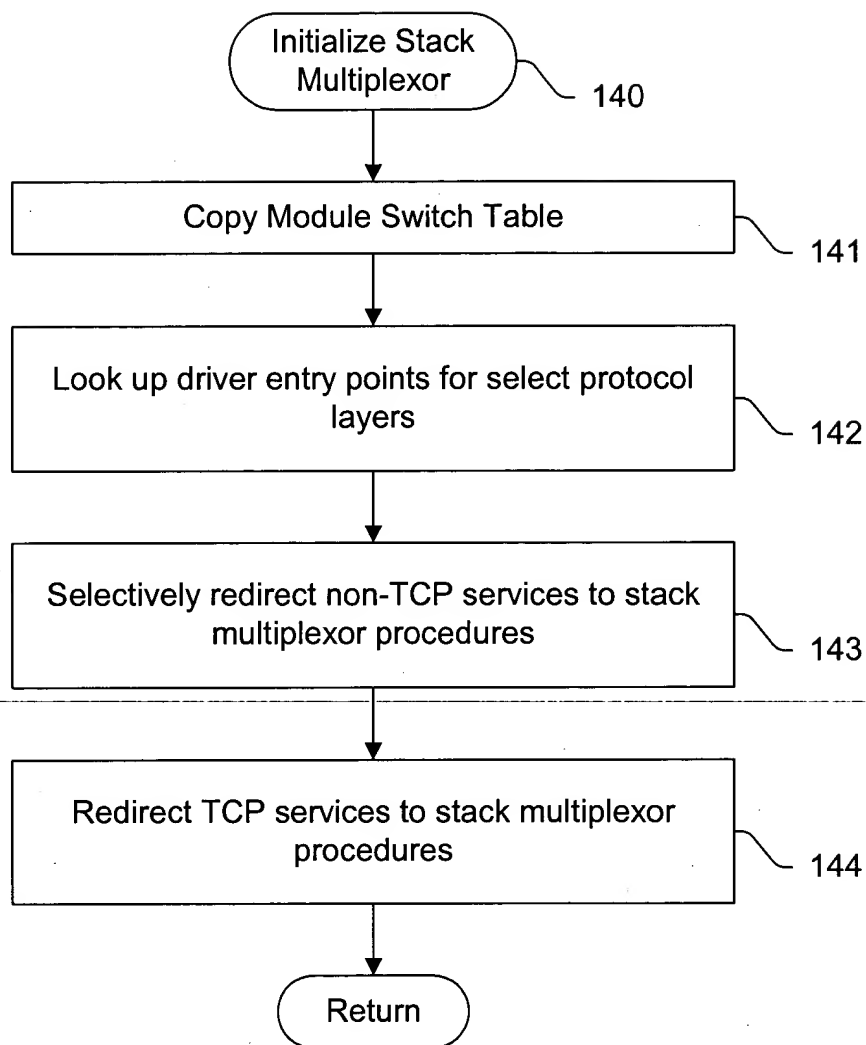 Initialize Stack
Multiplexor
140
Copy Module Switch Table
141
Look up driver entry points for select protocol
layers
142
Selectively redirect non-TCP services to stack
multiplexor procedures
143
Redirect TCP services to stack multiplexor
procedures
144
Return